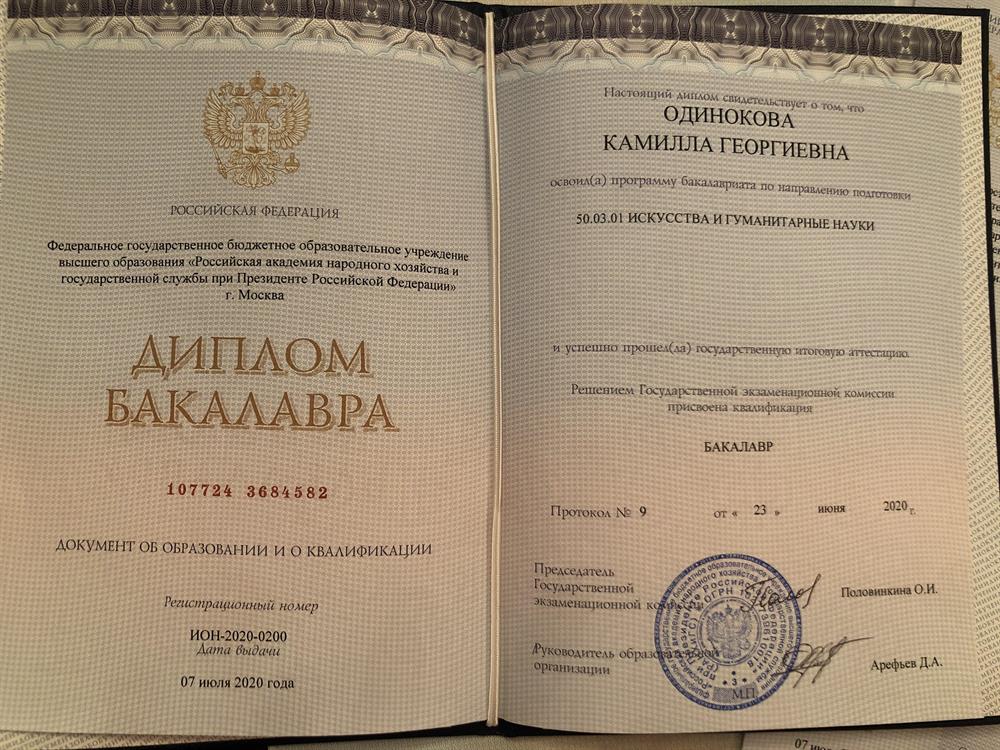 РОССИЙСКАЯ ФЕДЕРАЦИЯ
Федеральное государственное бюджетное образовательное учреждение
высшего образования «Российская академия народного хозяйства и
государственной службы при Президенте Российской Федерации»
г. Москва
ДИПЛОМ
БАКАЛАВРА
107724 3684582
ДОКУМЕНТ ОБ ОБРАЗОВАНИИ И О КВАЛИФИКАЦИИ
Регистрационный номер
ИОН-2020-0200
Дата выдачи
07 июля 2020 года
Настоящий диплом свидетельствует о том, что
ОДИНОКОВА
КАМИЛЛА ГЕОРГИЕВНА
освоил(а) программу бакалавриата по направлению подготовки
50.03.01 ИСКУССТВА И ГУМАНИТАРНЫЕ НАУКИ
и успешно прошел(ла) государственную итоговую аттестацию.
Решением Государственной экзаменационной комиссии
присвоена квалификация
БАКАЛАВР
Протокол № 9 от « 23 » июня 2020 г.
Председатель
Государственной
экзаменационной комиссии
Половинкина О.И.
Руководитель образовательной
организации
Арефьев Д.А.
М.П.